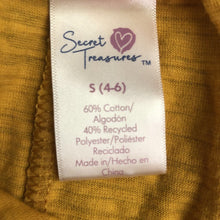 Secret
Treasures™
S (4-6)
60% Cotton/
Algodón
40% Recycled
Polyester/Poliéster
Reciclado
Made in/Hecho en
China